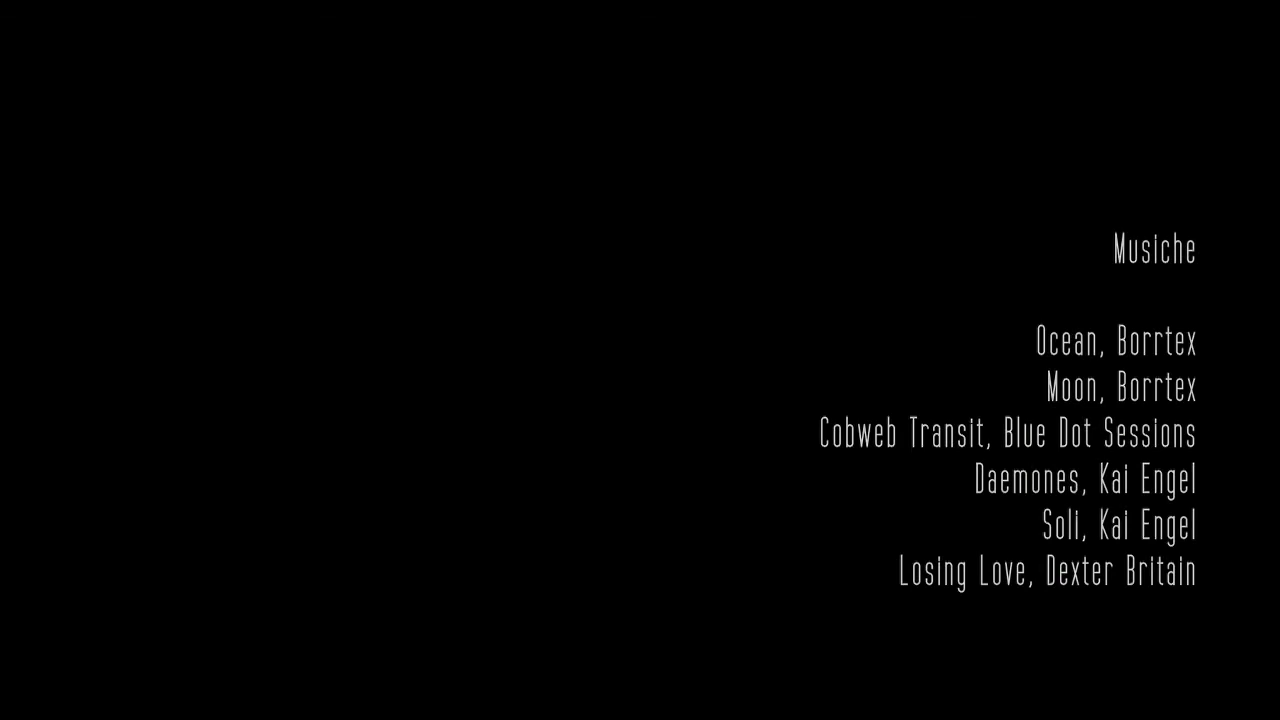 Musiche
Ocean, Borrtex
Moon, Borrtex
Cobweb Transit, Blue Dot Sessions
Daemones, Kai Engel
Soli, Kai Engel
Losing Love, Dexter Britain